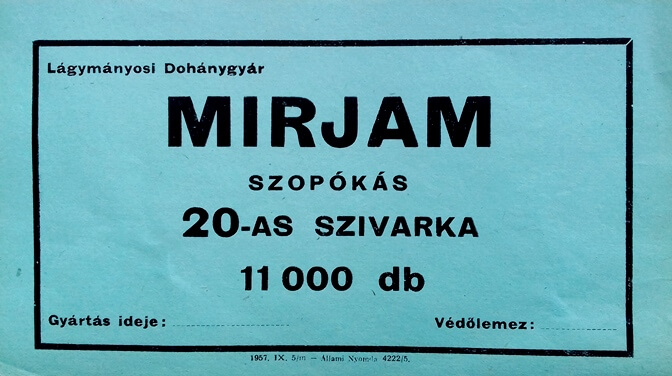 Lágymányosi Dohánygyár
MIRJAM
SZOPÓKÁS
20-AS SZIVARKA
11 000 db
Gyártás ideje:
Védőlemez:
1957. IX. 5/m — Állami Nyomda 4222/5.